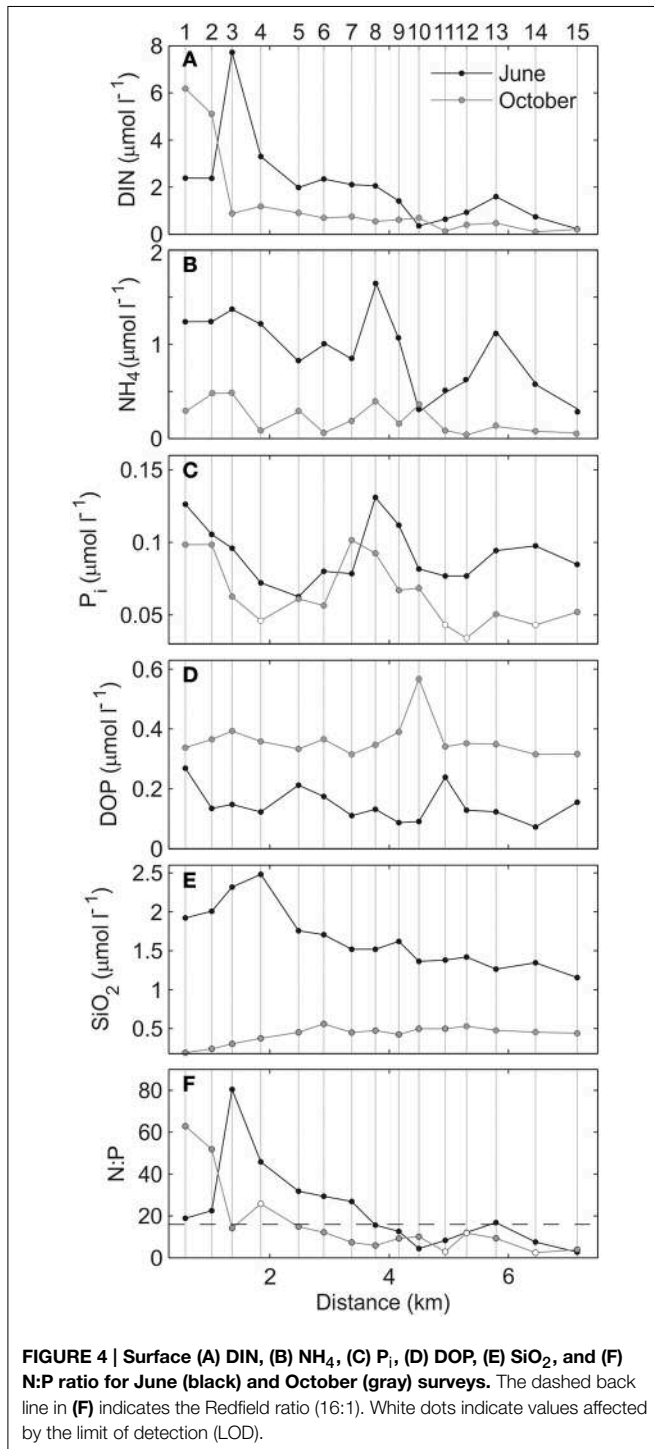 1 2 3 4 5 6 7 8 9 10 11 12 13 14 15
A
June
October
DIN (μmol l⁻¹)
8
6
4
2
0
B
NH₄ (μmol l⁻¹)
2
1
0
C
Pᵢ (μmol l⁻¹)
0.15
0.1
0.05
D
DOP (μmol l⁻¹)
0.6
0.4
0.2
0
E
SiO₂ (μmol l⁻¹)
2.5
2
1.5
1
0.5
F
N:P
80
60
40
20
0
2 4 6
Distance (km)
FIGURE 4 | Surface (A) DIN, (B) NH₄, (C) Pᵢ, (D) DOP, (E) SiO₂, and (F)
N:P ratio for June (black) and October (gray) surveys. The dashed back
line in (F) indicates the Redfield ratio (16:1). White dots indicate values affected
by the limit of detection (LOD).